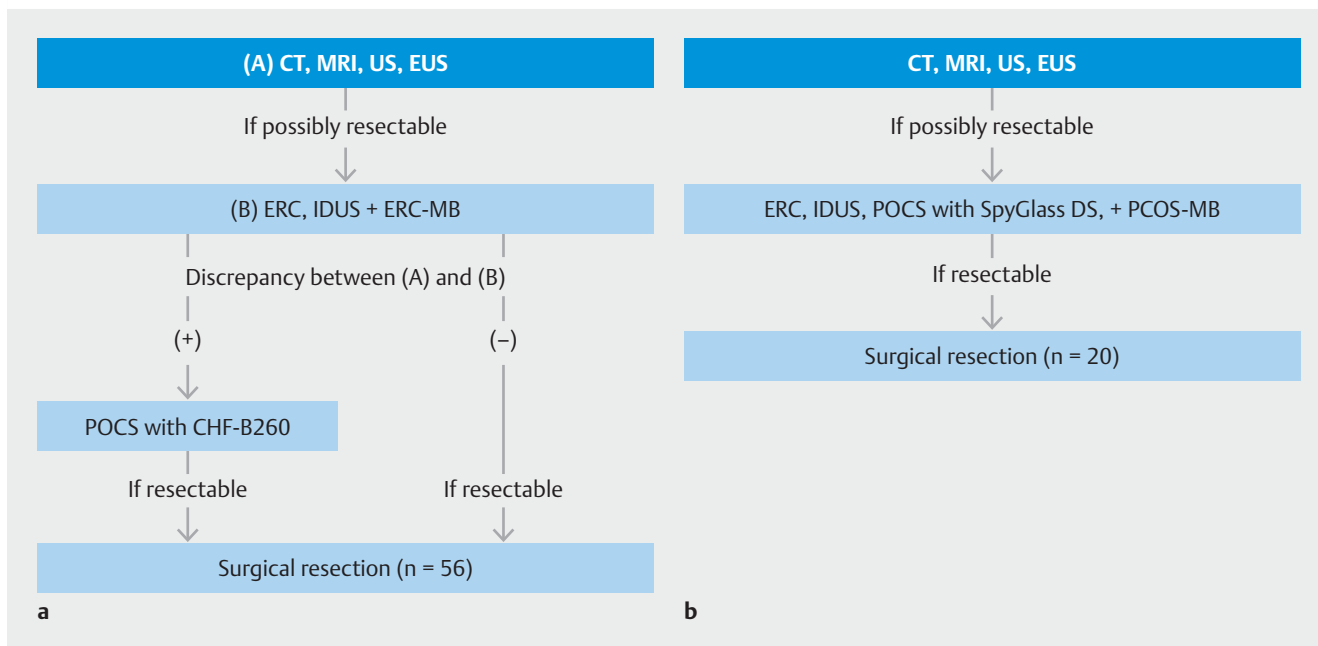 (A) CT, MRI, US, EUS
If possibly resectable
(B) ERC, IDUS + ERC-MB
Discrepancy between (A) and (B)
(+)
(–)
POCS with CHF-B260
If resectable
If resectable
Surgical resection (n = 56)
a
CT, MRI, US, EUS
If possibly resectable
ERC, IDUS, POCS with SpyGlass DS, + PCOS-MB
If resectable
Surgical resection (n = 20)
b